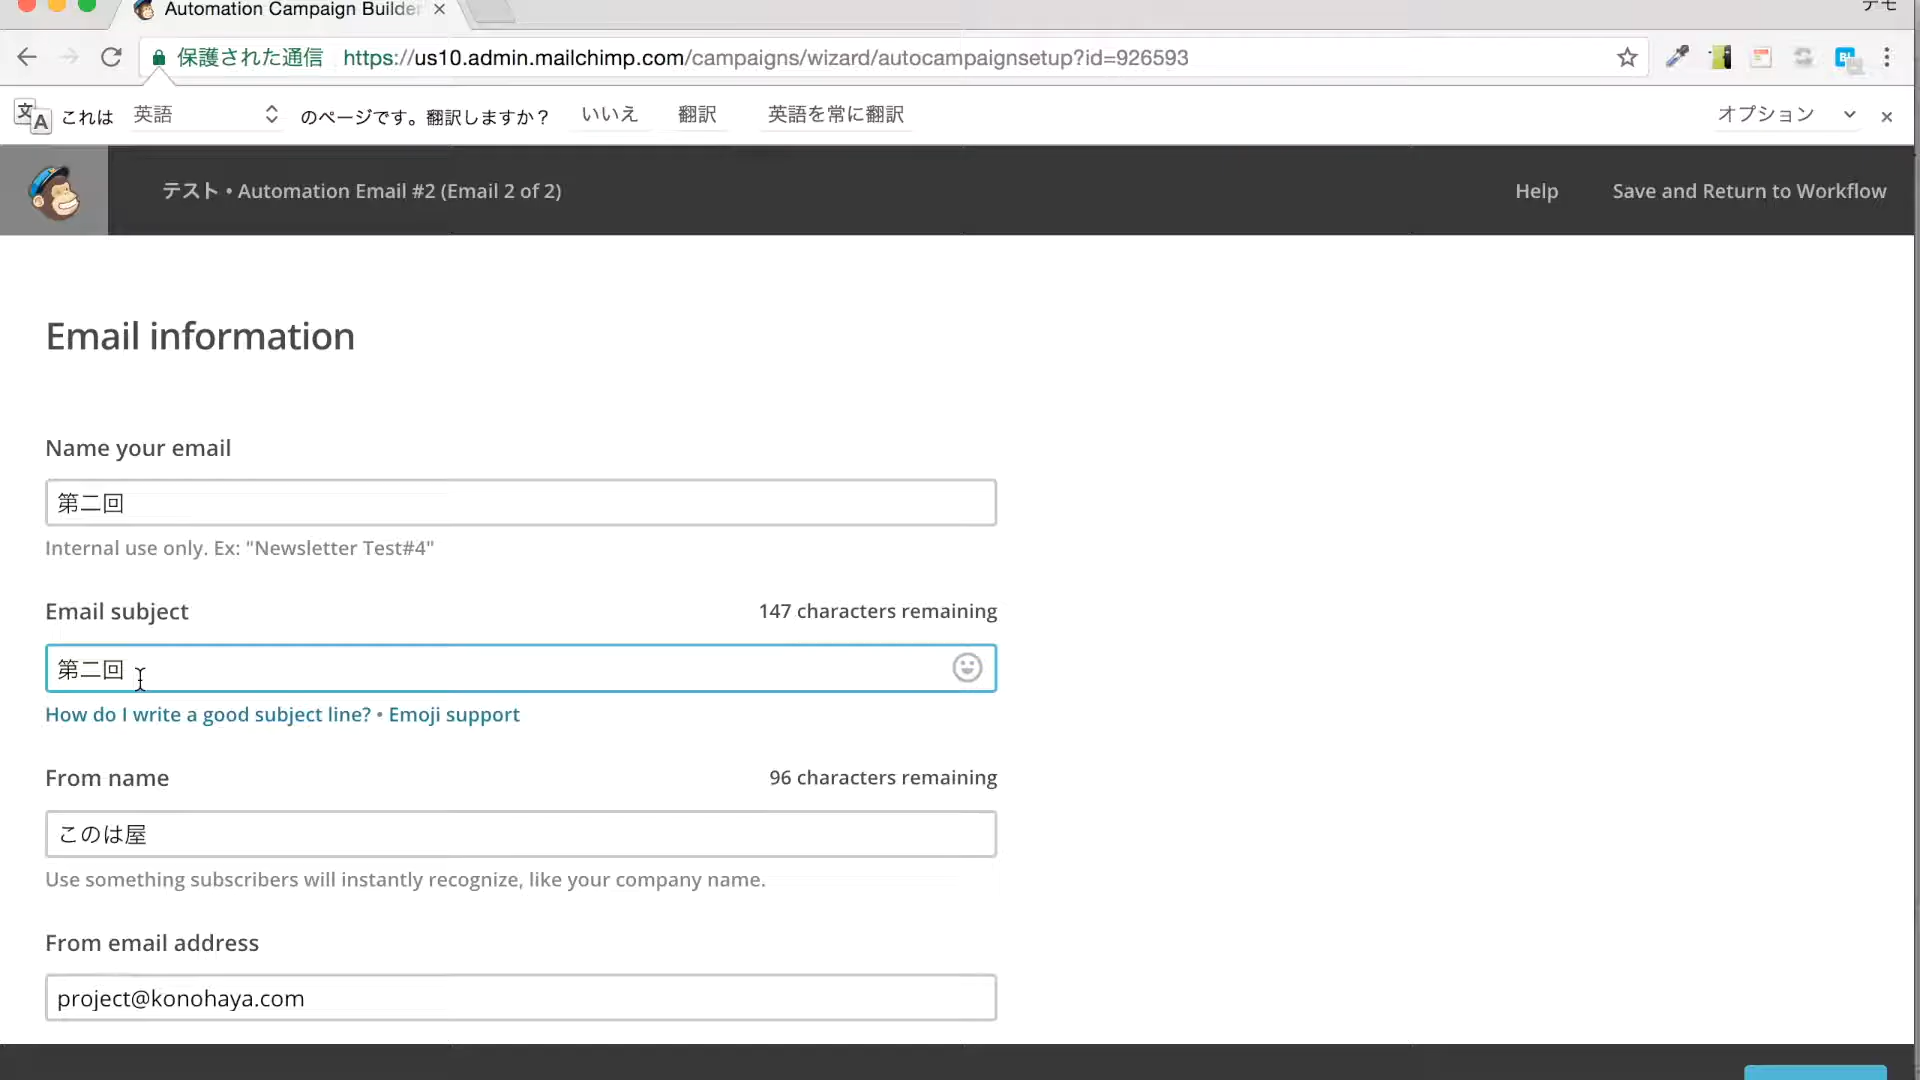 デモ
Automation Campaign Builder
保護された通信 https://us10.admin.mailchimp.com/campaigns/wizard/autocampaignsetup?id=926593
これは 英語 のページです。翻訳しますか？ いいえ 翻訳 英語を常に翻訳 オプション
テスト • Automation Email #2 (Email 2 of 2) Help Save and Return to Workflow
Email information
Name your email
第二回
Internal use only. Ex: "Newsletter Test#4"
Email subject 147 characters remaining
第二回
How do I write a good subject line? • Emoji support
From name 96 characters remaining
このは屋
Use something subscribers will instantly recognize, like your company name.
From email address
project@konohaya.com